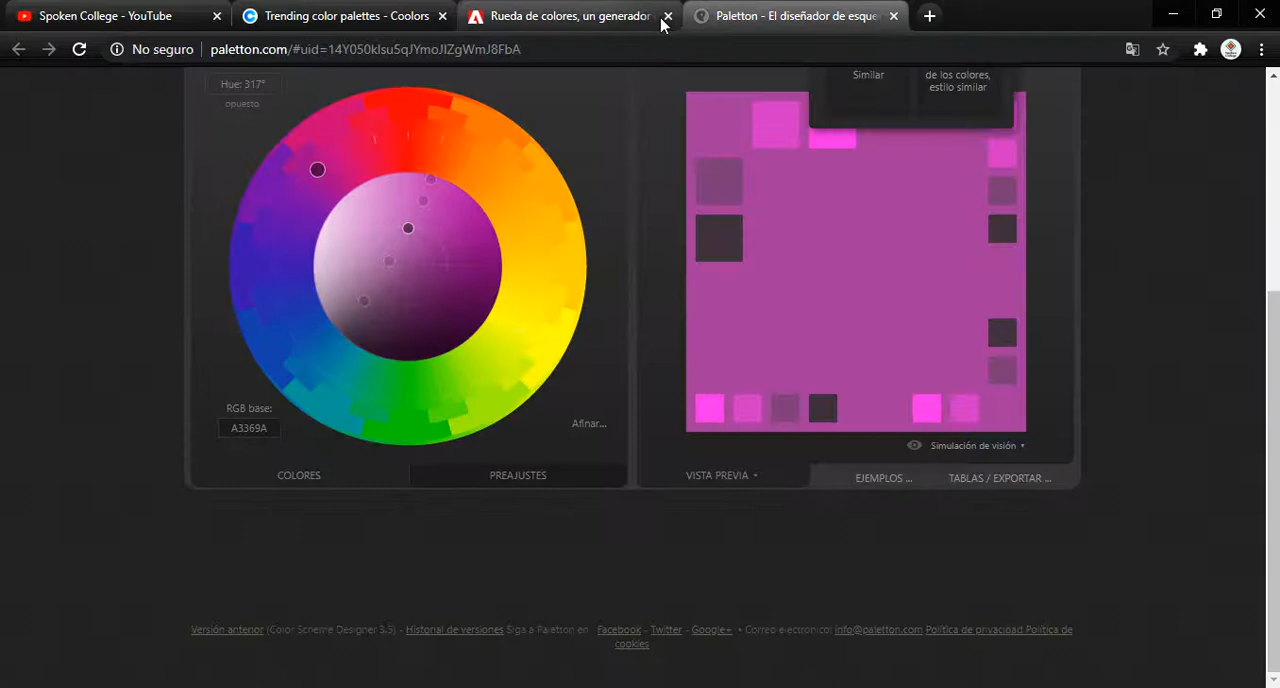 Spoken College - YouTube
Trending color palettes - Coolors
Rueda de colores, un generador
Paletton - El diseñador de esque
No seguro
paletton.com/#uid=14Y050kIsu5qJYmoJIZgWmJ8FbA
Hue: 317°
opuesto
Similar
de los colores,
estilo similar
RGB base:
A3369A
Afinar...
Simulación de visión
COLORES
PREAJUSTES
VISTA PREVIA
EJEMPLOS ...
TABLAS / EXPORTAR ...
Versión anterior (Color Scheme Designer 3.5) - Historial de versiones Siga a Paletton en Facebook - Twitter - Google+ • Correo electrónico: info@paletton.com Política de privacidad Política de
cookies